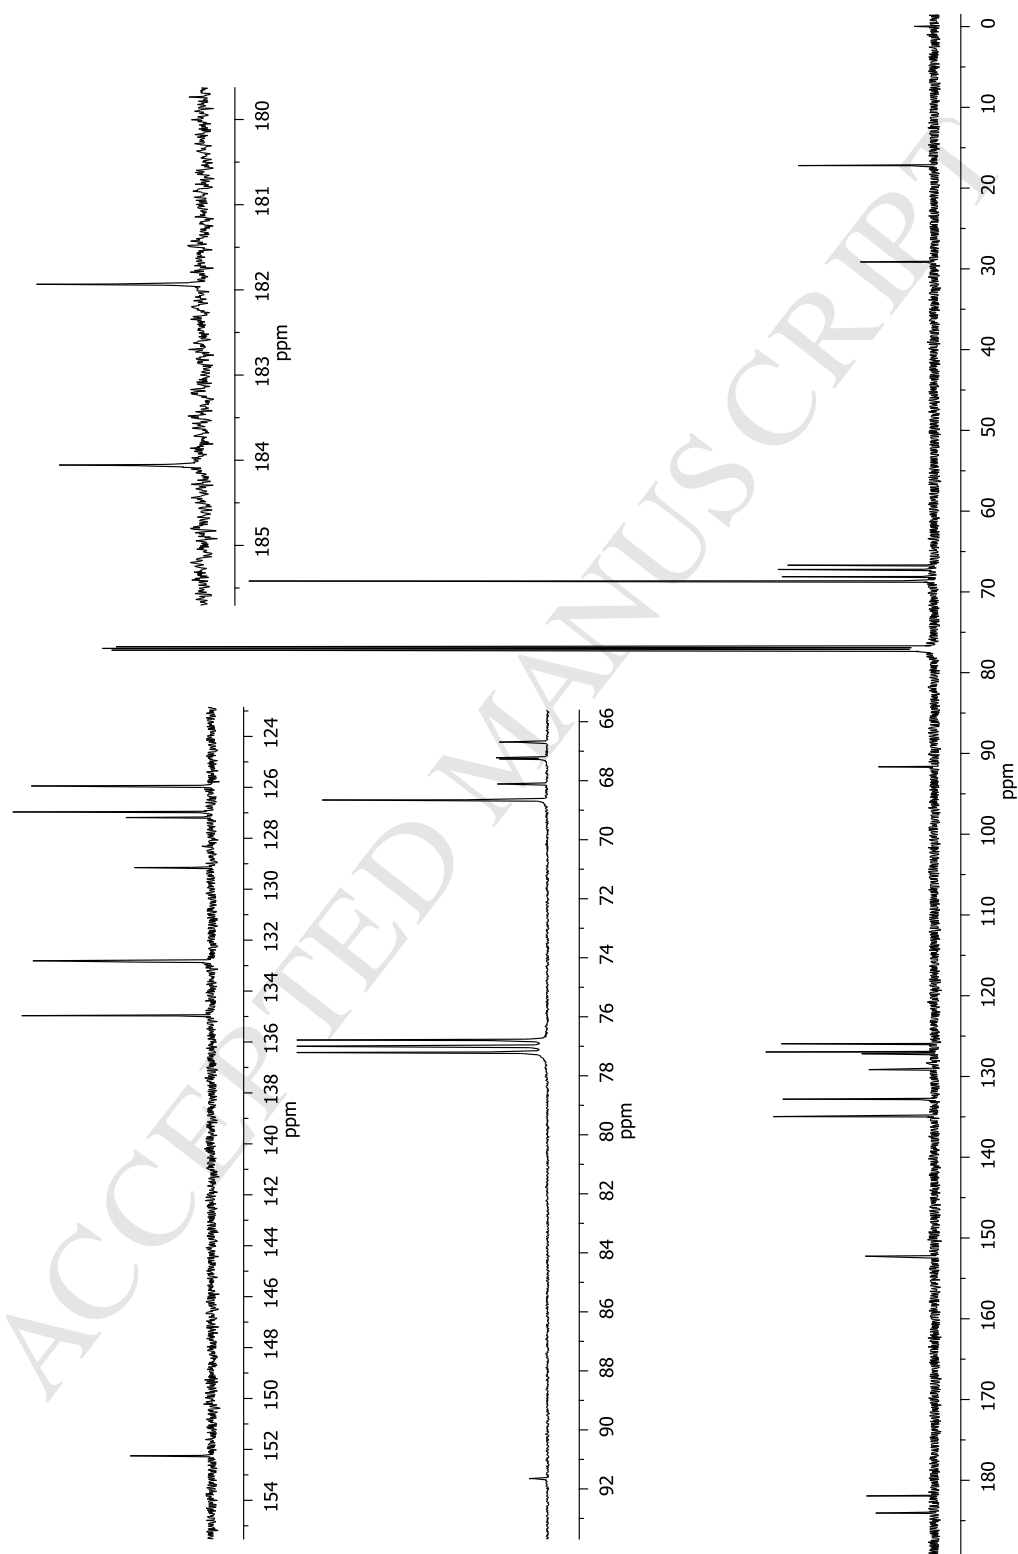 180 181 182 183 184 185
ppm
124 126 128 130 132 134 136 138 140 142 144 146 148 150 152 154
ppm
66 68 70 72 74 76 78 80 82 84 86 88 90 92
ppm
0 10 20 30 40 50 60 70 80 90 100 110 120 130 140 150 160 170 180
ppm
ACCEPTED MANUSCRIPT